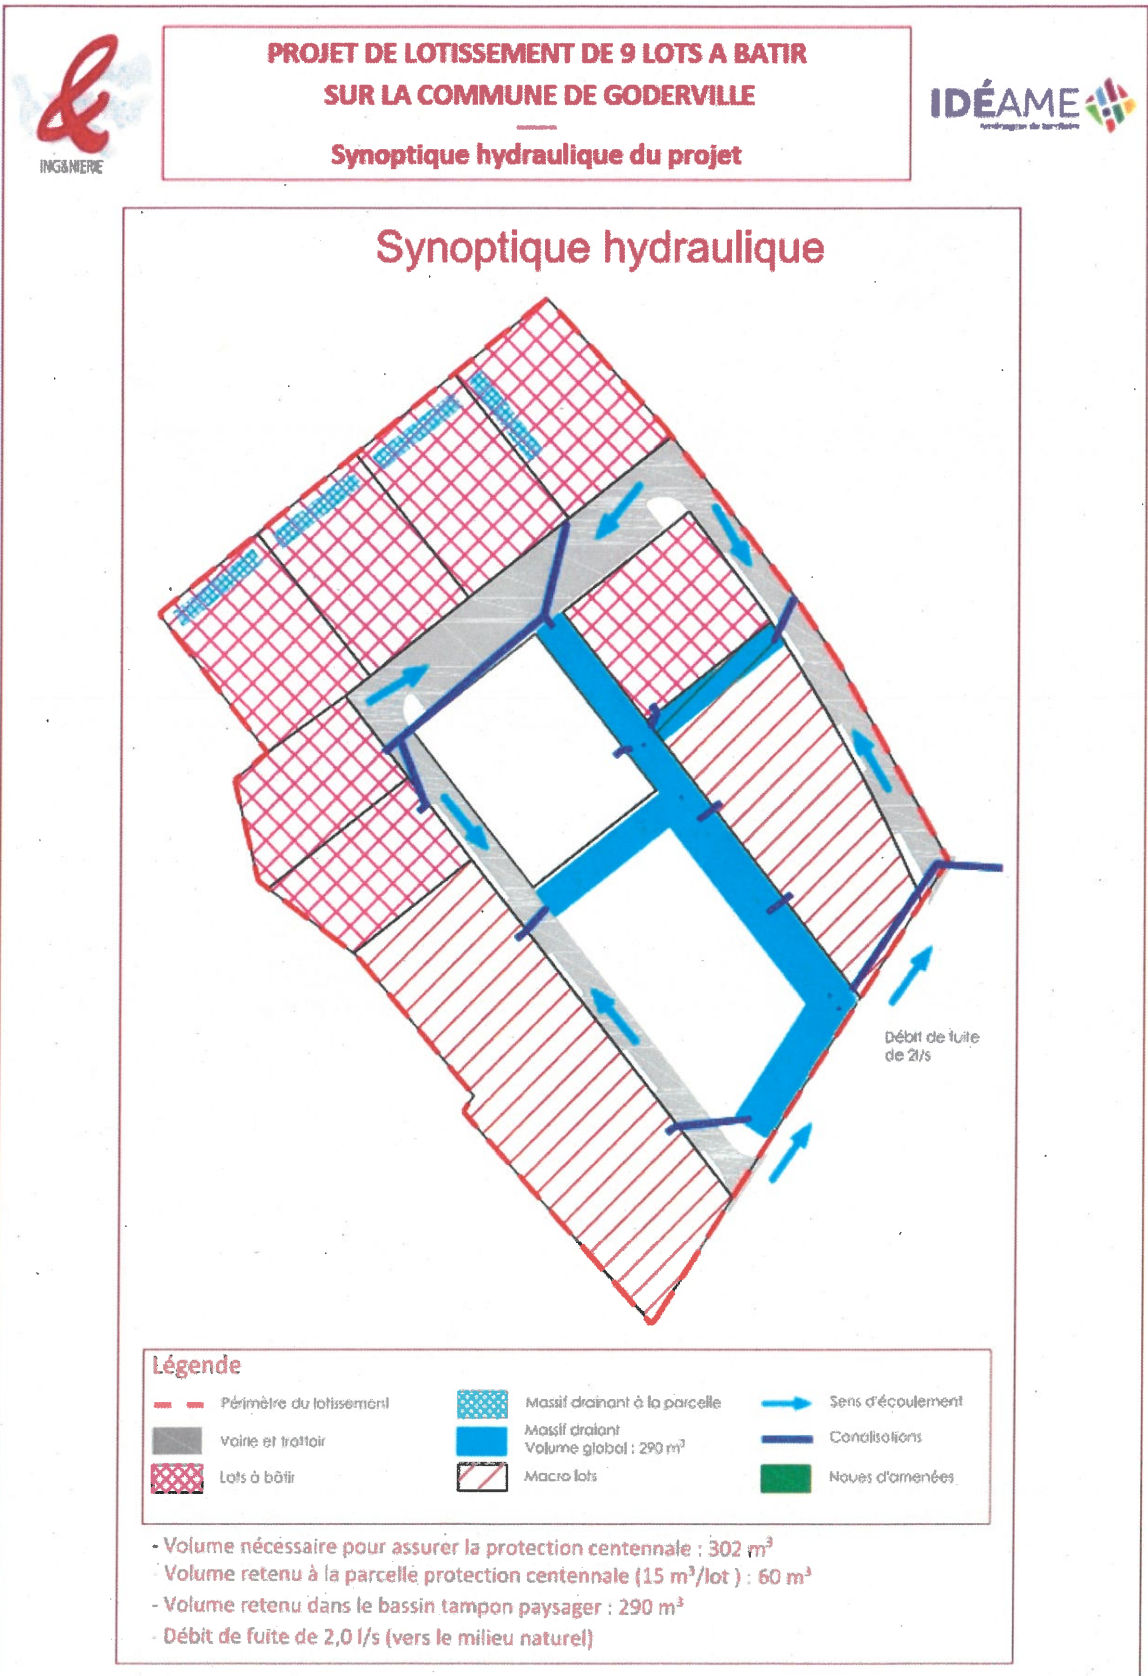 ING&NIERIE
PROJET DE LOTISSEMENT DE 9 LOTS A BATIR
SUR LA COMMUNE DE GODERVILLE
Synoptique hydraulique du projet
IDÉAME
Synoptique hydraulique
Débit de fuite
de 2l/s
Légende
Périmètre du lotissement
Voirie et trottoir
Lots à bâtir
Massif drainant à la parcelle
Massif draiant
Volume global : 290 m³
Macro lots
Sens d'écoulement
Canalisations
Noues d'amenées
- Volume nécessaire pour assurer la protection centennale : 302 m³
- Volume retenu à la parcelle protection centennale (15 m³/lot ) : 60 m³
- Volume retenu dans le bassin tampon paysager : 290 m³
- Débit de fuite de 2,0 l/s (vers le milieu naturel)